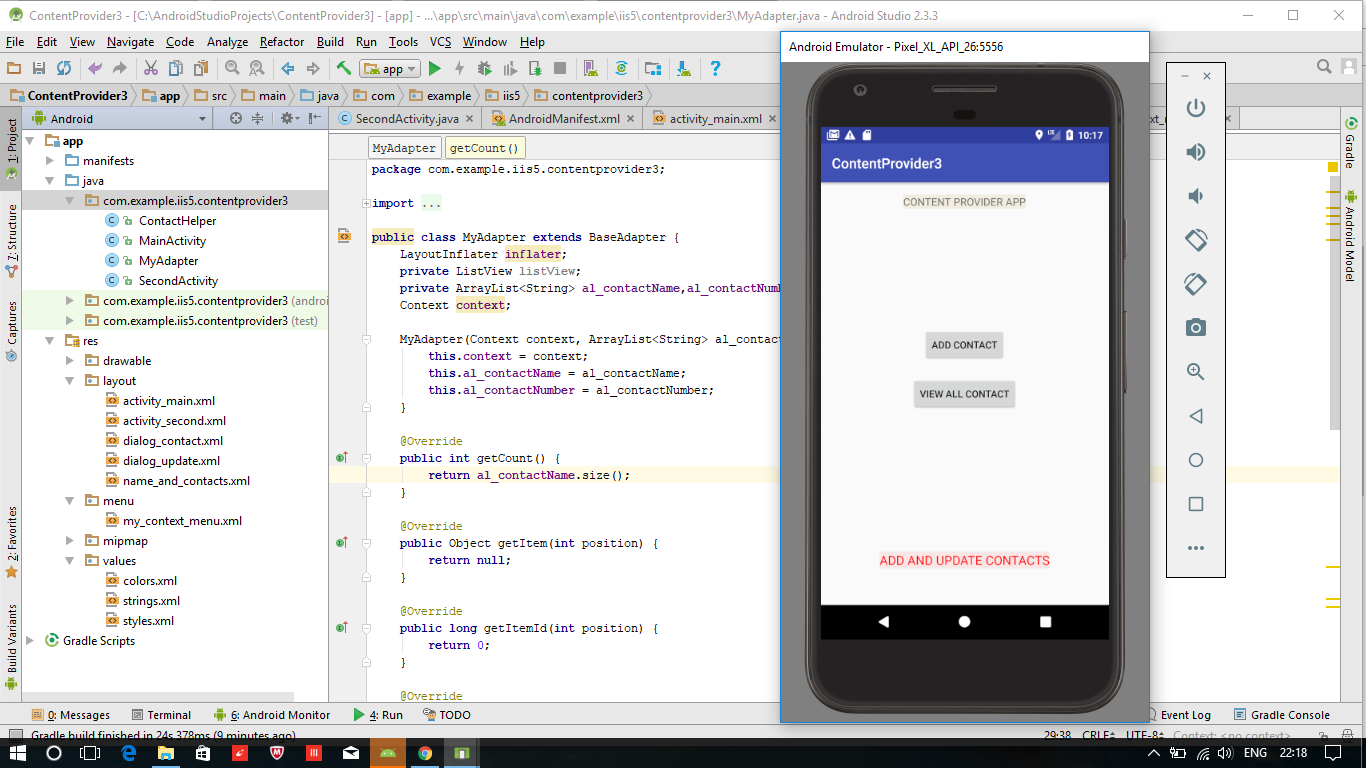 ContentProvider3 - [C:\AndroidStudioProjects\ContentProvider3] - [app] - ...\app\src\main\java\com\example\iis5\contentprovider3\MyAdapter.java - Android Studio 2.3.3
File Edit View Navigate Code Analyze Refactor Build Run Tools VCS Window Help
app
ContentProvider3 app src main java com example iis5 contentprovider3
Android
SecondActivity.java AndroidManifest.xml activity_main.xml
1: Project
Z: Structure
Captures
2: Favorites
Build Variants
app
manifests
java
com.example.iis5.contentprovider3
ContactHelper
MainActivity
MyAdapter
SecondActivity
com.example.iis5.contentprovider3 (androi
com.example.iis5.contentprovider3 (test)
res
drawable
layout
activity_main.xml
activity_second.xml
dialog_contact.xml
dialog_update.xml
name_and_contacts.xml
menu
my_context_menu.xml
mipmap
values
colors.xml
strings.xml
styles.xml
Gradle Scripts
MyAdapter getCount()
package com.example.iis5.contentprovider3;
import ...
public class MyAdapter extends BaseAdapter {
LayoutInflater inflater;
private ListView listView;
private ArrayList<String> al_contactName,al_contactNumb
Context context;
MyAdapter(Context context, ArrayList<String> al_contac
this.context = context;
this.al_contactName = al_contactName;
this.al_contactNumber = al_contactNumber;
}
@Override
public int getCount() {
return al_contactName.size();
}
@Override
public Object getItem(int position) {
return null;
}
@Override
public long getItemId(int position) {
return 0;
}
@Override
Android Emulator - Pixel_XL_API_26:5556
LTE 10:17
ContentProvider3
CONTENT PROVIDER APP
ADD CONTACT
VIEW ALL CONTACT
ADD AND UPDATE CONTACTS
Gradle
Android Model
0: Messages Terminal 6: Android Monitor 4: Run TODO Event Log Gradle Console
Gradle build finished in 24s 378ms (9 minutes ago) 29:38 CRLF UTF-8 Context: <no context>
ENG 22:18